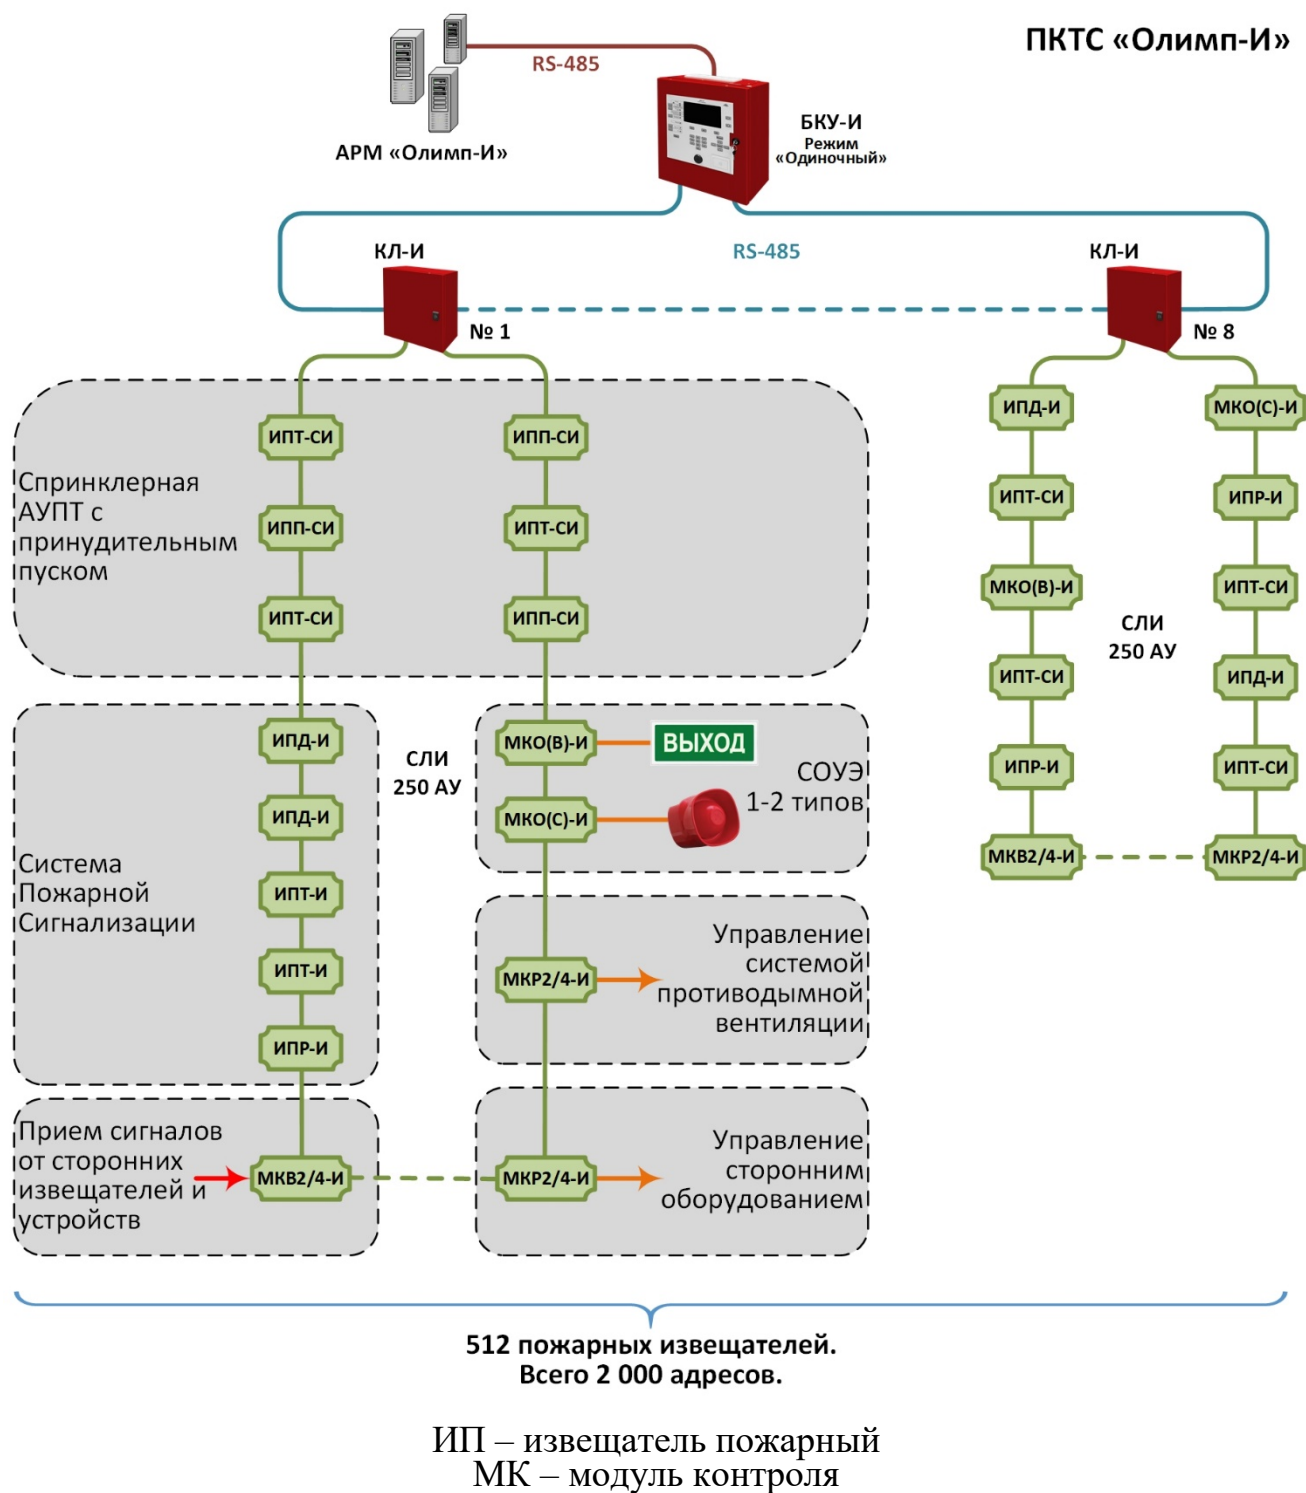 ПКТС «Олимп-И»
RS-485
АРМ «Олимп-И»
БКУ-И
Режим
«Одиночный»
RS-485
КЛ-И
№ 1
КЛ-И
№ 8
Спринклерная
АУПТ с
принудительным
пуском
ИПТ-СИ
ИПП-СИ
ИПТ-СИ
ИПП-СИ
ИПТ-СИ
ИПП-СИ
Система
Пожарной
Сигнализации
ИПД-И
ИПД-И
ИПТ-И
ИПТ-И
ИПР-И
СЛИ
250 АУ
МКО(В)-И
ВЫХОД
МКО(С)-И
СОУЭ
1-2 типов
МКР2/4-И
Управление
системой
противодымной
вентиляции
Прием сигналов
от сторонних
извещателей и
устройств
МКВ2/4-И
МКР2/4-И
Управление
сторонним
оборудованием
ИПД-И
ИПТ-СИ
МКО(В)-И
ИПТ-СИ
ИПР-И
МКВ2/4-И
СЛИ
250 АУ
МКО(С)-И
ИПР-И
ИПТ-СИ
ИПД-И
ИПТ-СИ
МКР2/4-И
512 пожарных извещателей.
Всего 2 000 адресов.
ИП – извещатель пожарный
МК – модуль контроля